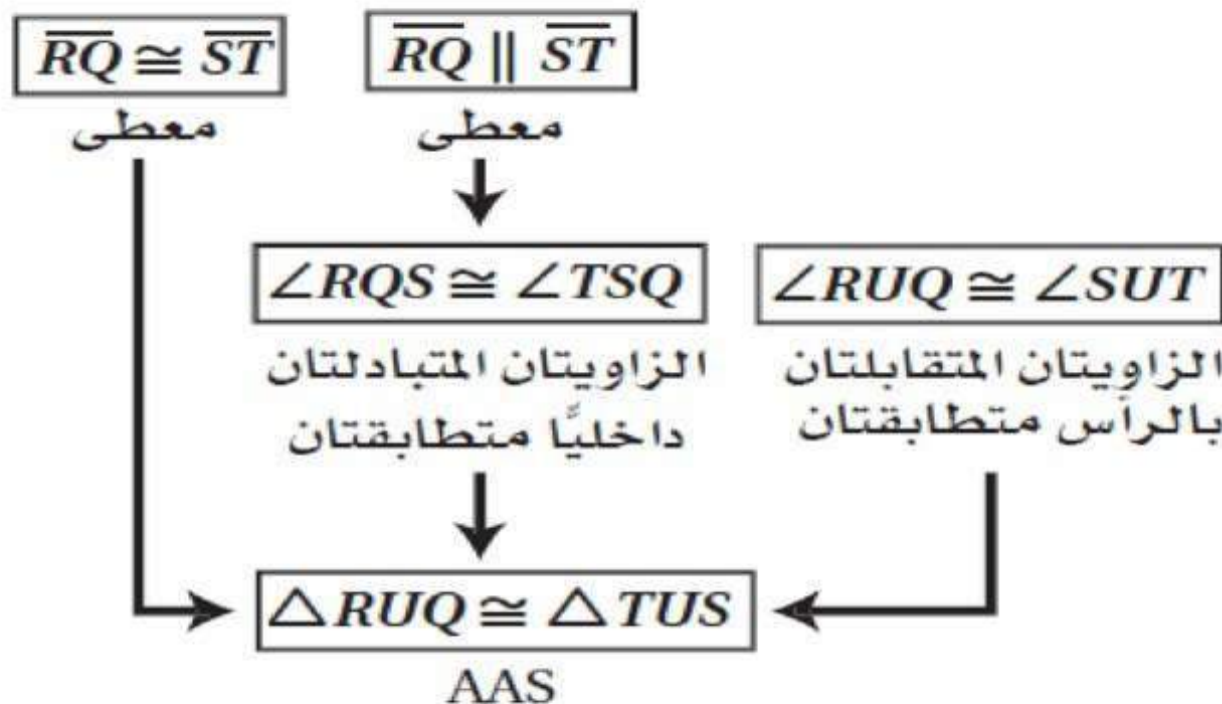 RQ ≅ ST
RQ || ST
معطى
معطى
∠RQS ≅ ∠TSQ
∠RUQ ≅ ∠SUT
الزاويتان المتبادلتان
داخليًّا متطابقتان
الزاويتان المتقابلتان
بالرأس متطابقتان
△RUQ ≅ △TUS
AAS